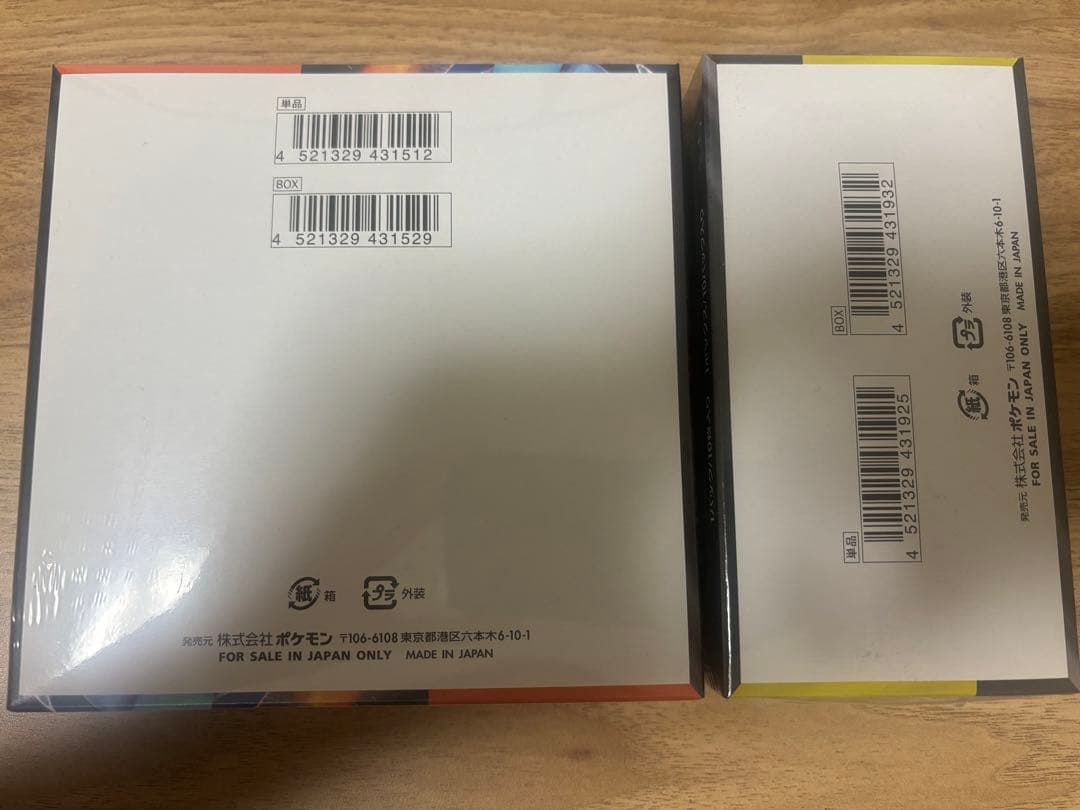 単品
4 521329 431512
BOX
4 521329 431529
紙 箱 プラ 外装
発売元 株式会社 ポケモン 〒106-6108 東京都港区六本木6-10-1
FOR SALE IN JAPAN ONLY MADE IN JAPAN
単品
4 521329 431925
BOX
4 521329 431932
紙 箱 プラ 外装
発売元 株式会社 ポケモン 〒106-6108 東京都港区六本木6-10-1
FOR SALE IN JAPAN ONLY MADE IN JAPAN